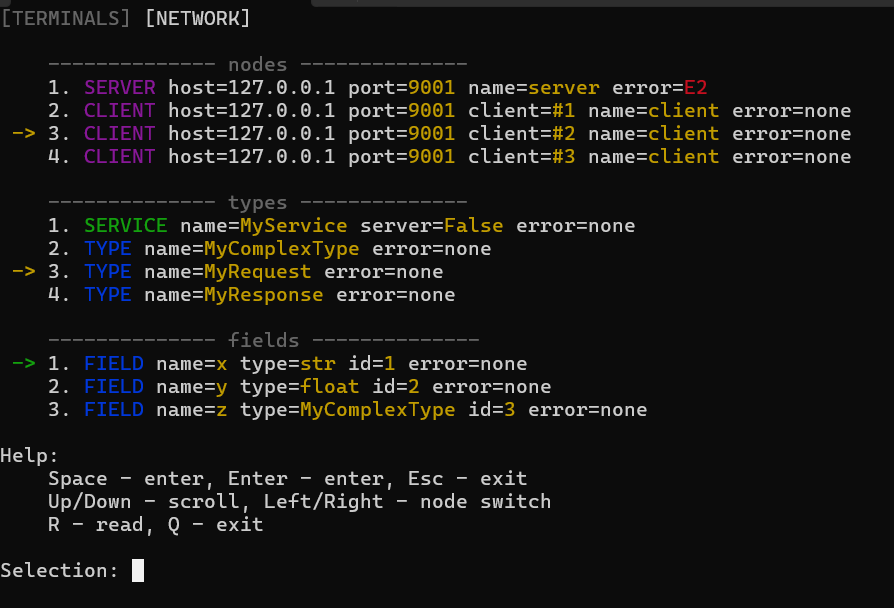 [TERMINALS] [NETWORK]
-------------- nodes --------------
1. SERVER host=127.0.0.1 port=9001 name=server error=E2
2. CLIENT host=127.0.0.1 port=9001 client=#1 name=client error=none
-> 3. CLIENT host=127.0.0.1 port=9001 client=#2 name=client error=none
4. CLIENT host=127.0.0.1 port=9001 client=#3 name=client error=none
-------------- types --------------
1. SERVICE name=MyService server=False error=none
2. TYPE name=MyComplexType error=none
-> 3. TYPE name=MyRequest error=none
4. TYPE name=MyResponse error=none
-------------- fields --------------
-> 1. FIELD name=x type=str id=1 error=none
2. FIELD name=y type=float id=2 error=none
3. FIELD name=z type=MyComplexType id=3 error=none
Help:
Space - enter, Enter - enter, Esc - exit
Up/Down - scroll, Left/Right - node switch
R - read, Q - exit
Selection: